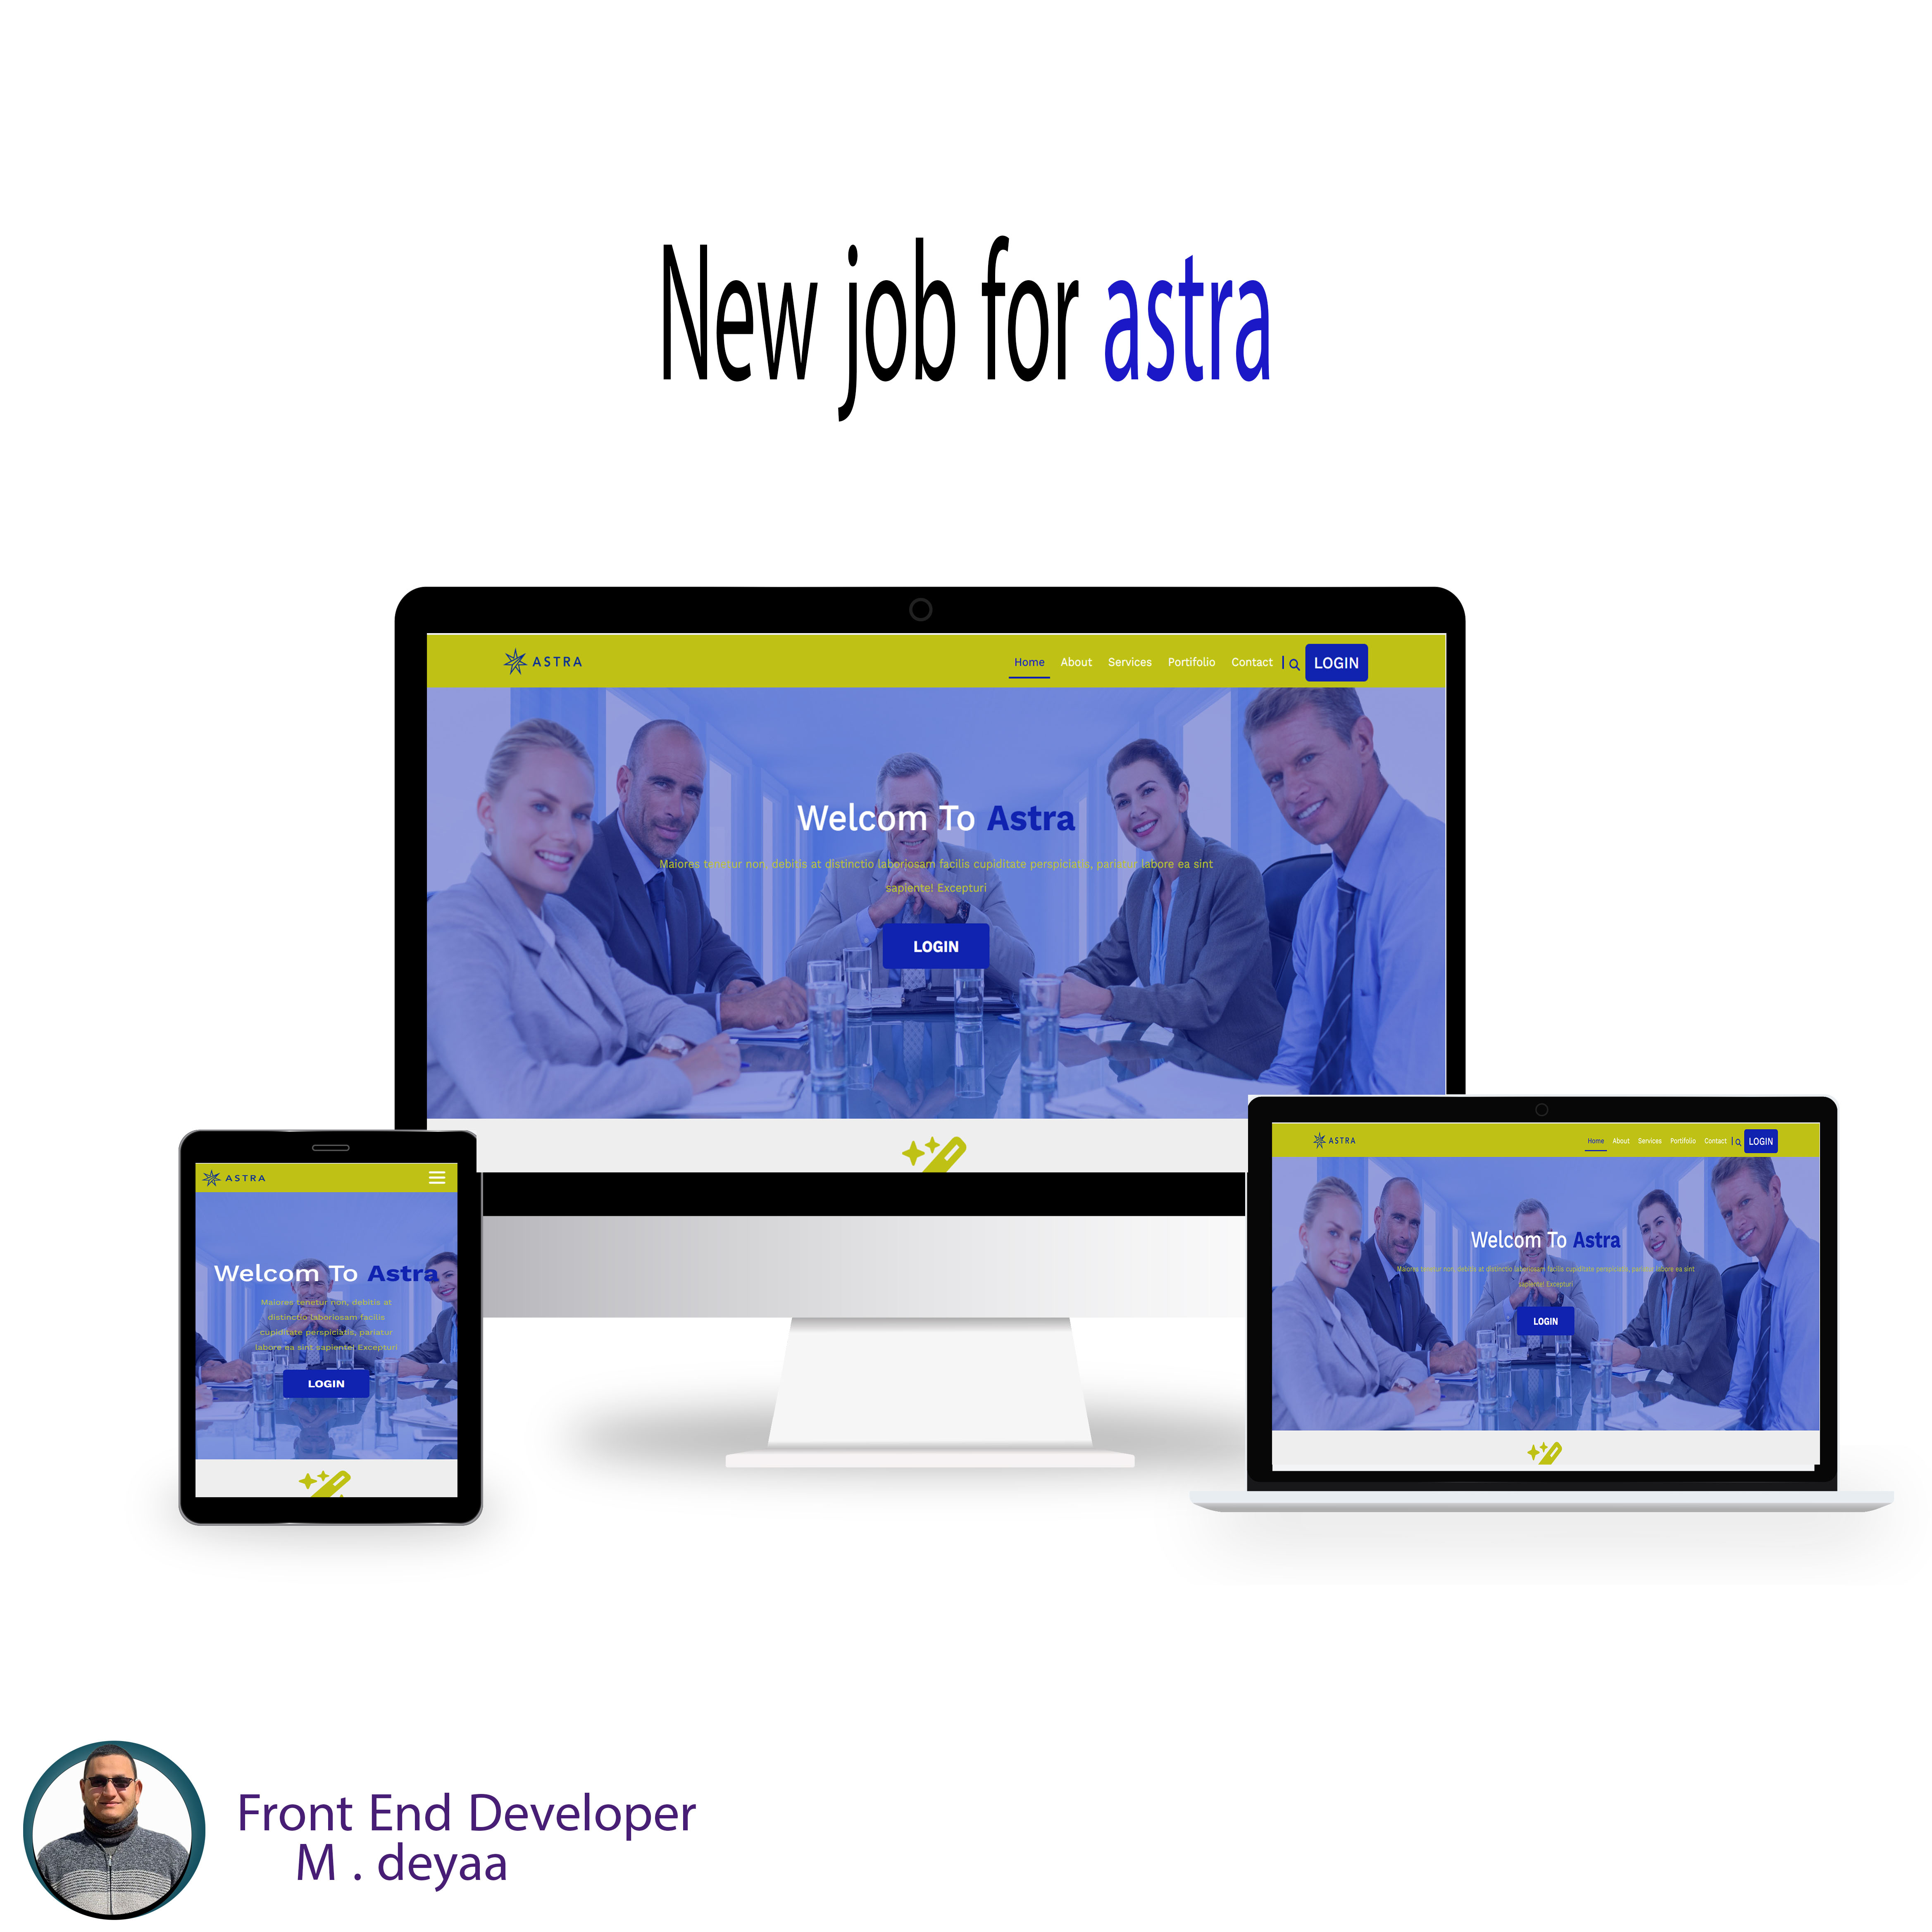 New job for astra
ASTRA
Home About Services Portifolio Contact | LOGIN
Welcom To Astra
Maiores tenetur non, debitis at distinctio laboriosam facilis cupiditate perspiciatis, pariatur labore ea sint
sapiente! Excepturi
LOGIN
ASTRA
Welcom To Astra
Maiores tenetur non, debitis at
distinctio laboriosam facilis
cupiditate perspiciatis, pariatur
labore ea sint sapiente! Excepturi
LOGIN
ASTRA
Home About Services Portifolio Contact | LOGIN
Welcom To Astra
Maiores tenetur non, debitis at distinctio laboriosam facilis cupiditate perspiciatis, pariatur labore ea sint
sapiente! Excepturi
LOGIN
Front End Developer
M . deyaa